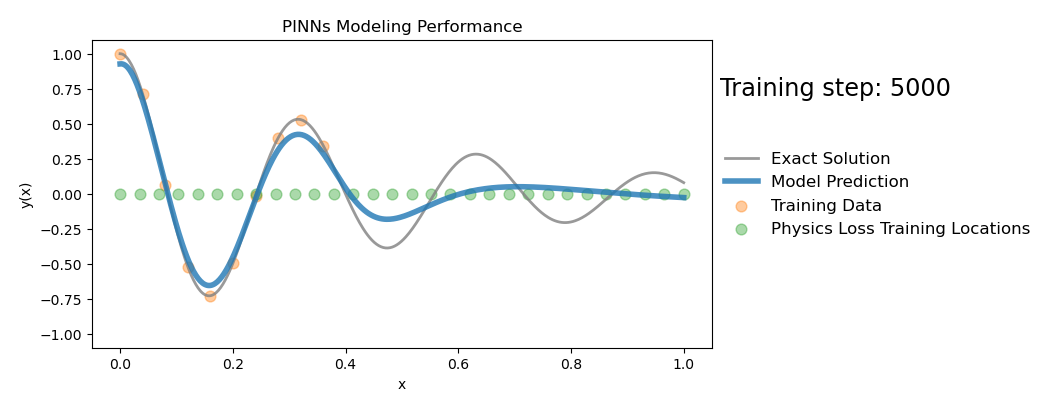 PINNs Modeling Performance
1.00
0.75
0.50
0.25
0.00
−0.25
−0.50
−0.75
−1.00
y(x)
0.0 0.2 0.4 0.6 0.8 1.0
x
Training step: 5000
Exact Solution
Model Prediction
Training Data
Physics Loss Training Locations